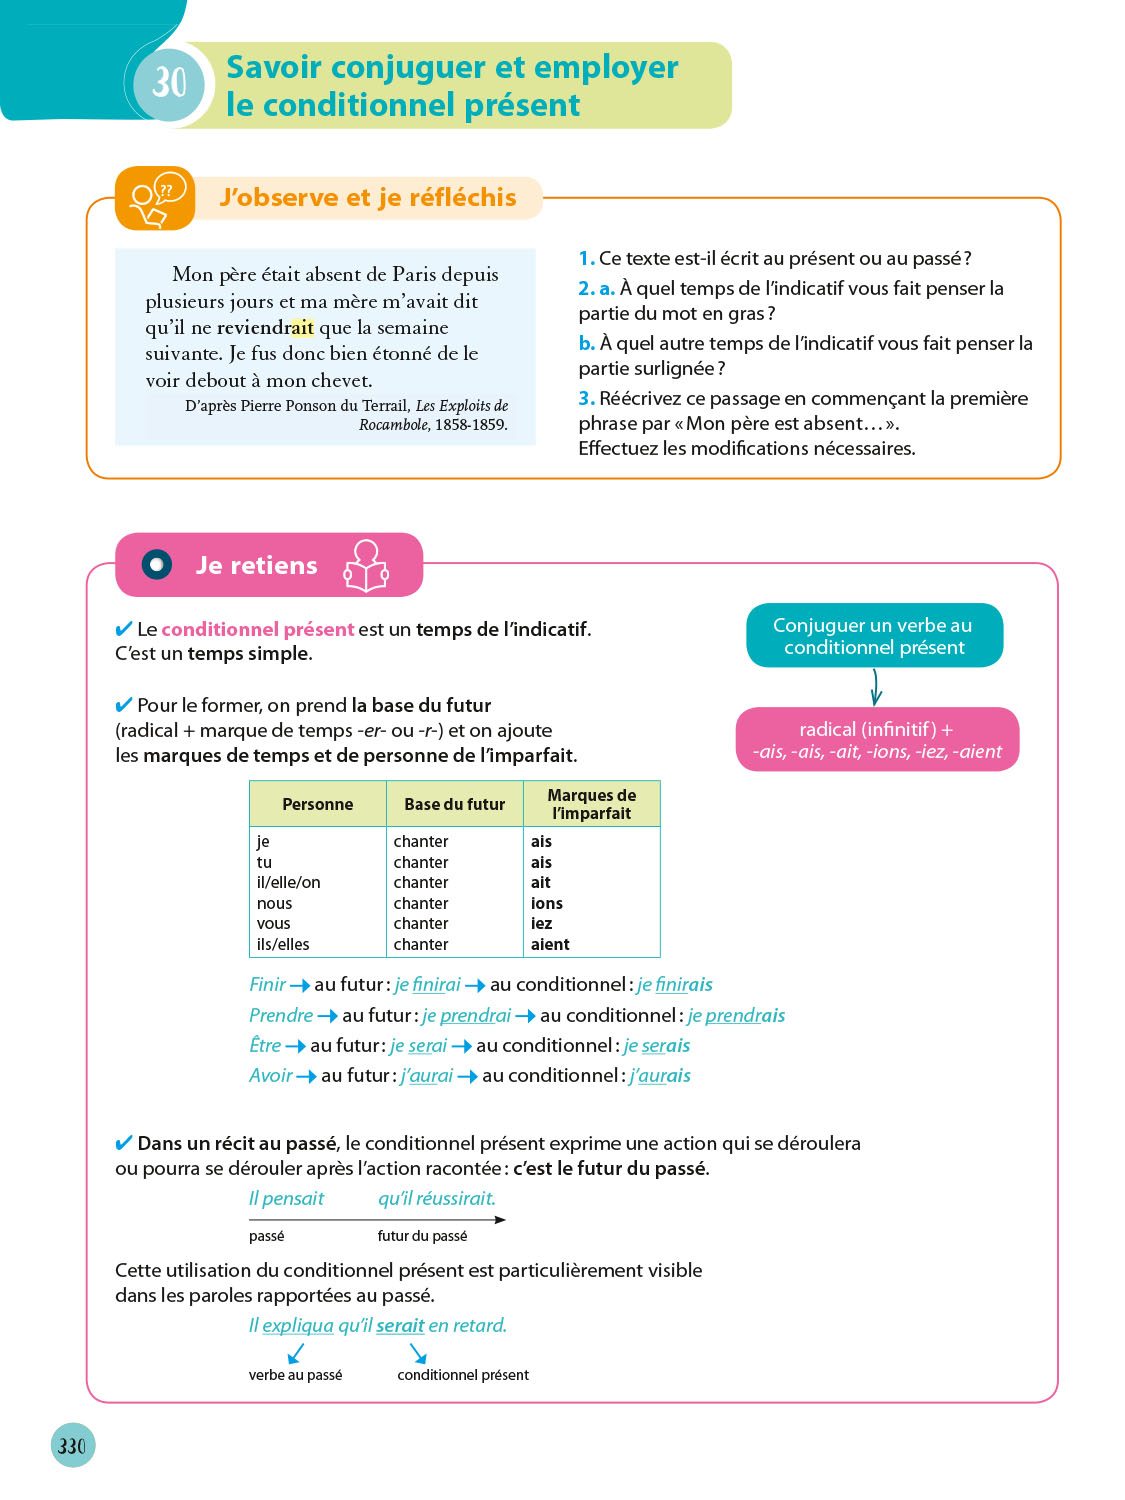 30
Savoir conjuguer et employer
le conditionnel présent
??
J'observe et je réfléchis
Mon père était absent de Paris depuis
plusieurs jours et ma mère m'avait dit
qu'il ne reviendrait que la semaine
suivante. Je fus donc bien étonné de le
voir debout à mon chevet.
D'après Pierre Ponson du Terrail, Les Exploits de
Rocambole, 1858-1859.
1. Ce texte est-il écrit au présent ou au passé ?
2. a. À quel temps de l'indicatif vous fait penser la
partie du mot en gras ?
b. À quel autre temps de l'indicatif vous fait penser la
partie surlignée ?
3. Réécrivez ce passage en commençant la première
phrase par « Mon père est absent… ».
Effectuez les modifications nécessaires.
Je retiens
✔ Le conditionnel présent est un temps de l'indicatif.
C'est un temps simple.
✔ Pour le former, on prend la base du futur
(radical + marque de temps -er- ou -r-) et on ajoute
les marques de temps et de personne de l'imparfait.
Conjuguer un verbe au
conditionnel présent
radical (infinitif) +
-ais, -ais, -ait, -ions, -iez, -aient
Personne Base du futur Marques de
l'imparfait
je chanter ais
tu chanter ais
il/elle/on chanter ait
nous chanter ions
vous chanter iez
ils/elles chanter aient
Finir → au futur : je finirai → au conditionnel : je finirais
Prendre → au futur : je prendrai → au conditionnel : je prendrais
Être → au futur : je serai → au conditionnel : je serais
Avoir → au futur : j'aurai → au conditionnel : j'aurais
✔ Dans un récit au passé, le conditionnel présent exprime une action qui se déroulera
ou pourra se dérouler après l'action racontée : c'est le futur du passé.
Il pensait qu'il réussirait.
passé futur du passé
Cette utilisation du conditionnel présent est particulièrement visible
dans les paroles rapportées au passé.
Il expliqua qu'il serait en retard.
verbe au passé conditionnel présent
330